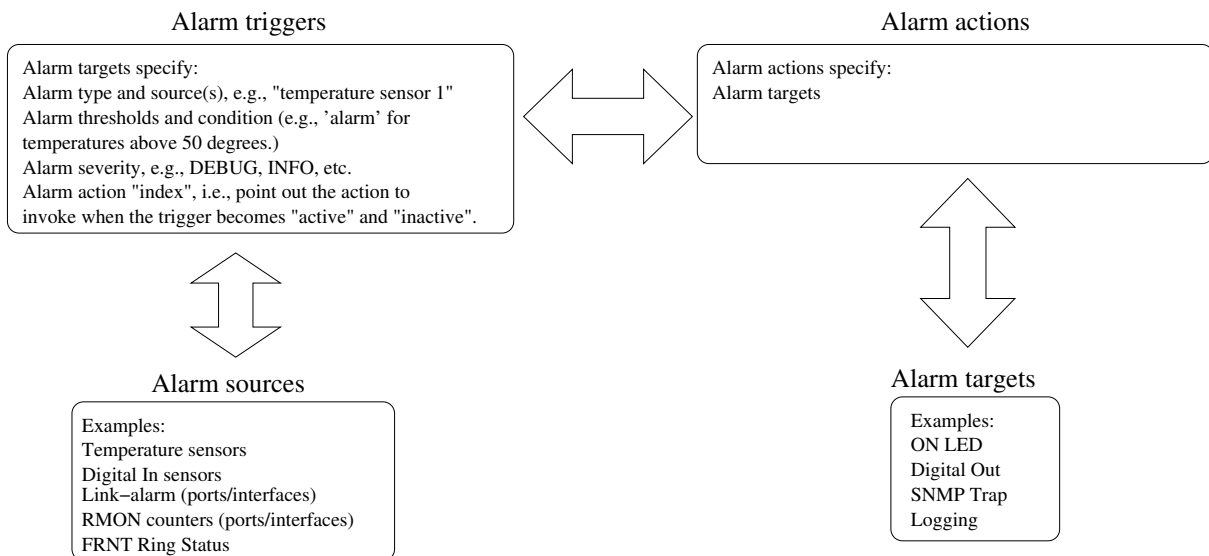 Alarm triggers
Alarm targets specify:
Alarm type and source(s), e.g., "temperature sensor 1"
Alarm thresholds and condition (e.g., 'alarm' for
temperatures above 50 degrees.)
Alarm severity, e.g., DEBUG, INFO, etc.
Alarm action "index", i.e., point out the action to
invoke when the trigger becomes "active" and "inactive".
Alarm actions
Alarm actions specify:
Alarm targets
Alarm sources
Examples:
Temperature sensors
Digital In sensors
Link−alarm (ports/interfaces)
RMON counters (ports/interfaces)
FRNT Ring Status
Alarm targets
Examples:
ON LED
Digital Out
SNMP Trap
Logging